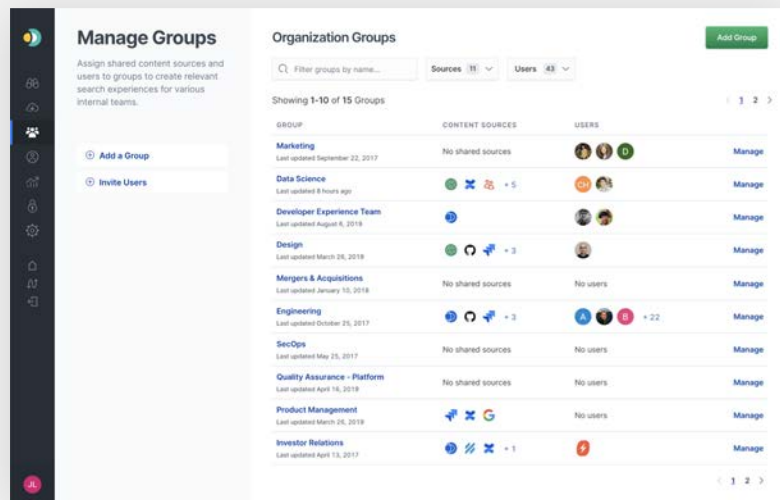 Manage Groups
Assign shared content sources and
users to groups to create relevant
search experiences for various
internal teams.
Add a Group
Invite Users
Organization Groups
Add Group
Filter groups by name...
Sources 11
Users 43
Showing 1-10 of 15 Groups
1 2
GROUP CONTENT SOURCES USERS
Marketing
Last updated September 22, 2017
No shared sources
D
Manage
Data Science
Last updated 8 hours ago
+ 5
CH
Manage
Developer Experience Team
Last updated August 6, 2019
Manage
Design
Last updated March 26, 2019
+ 3
Manage
Mergers & Acquisitions
Last updated January 10, 2018
No shared sources
No users
Manage
Engineering
Last updated October 25, 2017
+ 3
A
B
+ 22
Manage
SecOps
Last updated May 25, 2017
No shared sources
No users
Manage
Quality Assurance - Platform
Last updated April 16, 2019
No shared sources
No users
Manage
Product Management
Last updated March 26, 2019
G
No users
Manage
Investor Relations
Last updated April 13, 2017
+ 1
Manage
1 2
JL